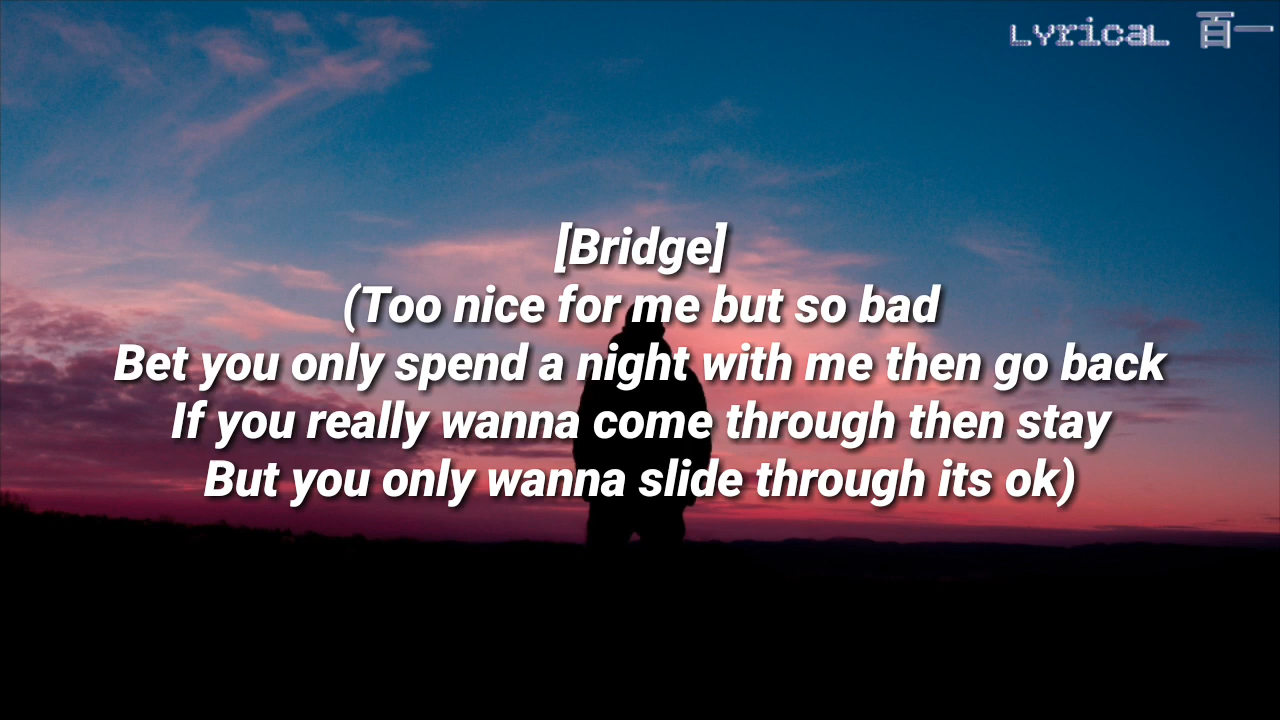 Lyrical 百一
[Bridge]
(Too nice for me but so bad
Bet you only spend a night with me then go back
If you really wanna come through then stay
But you only wanna slide through its ok)